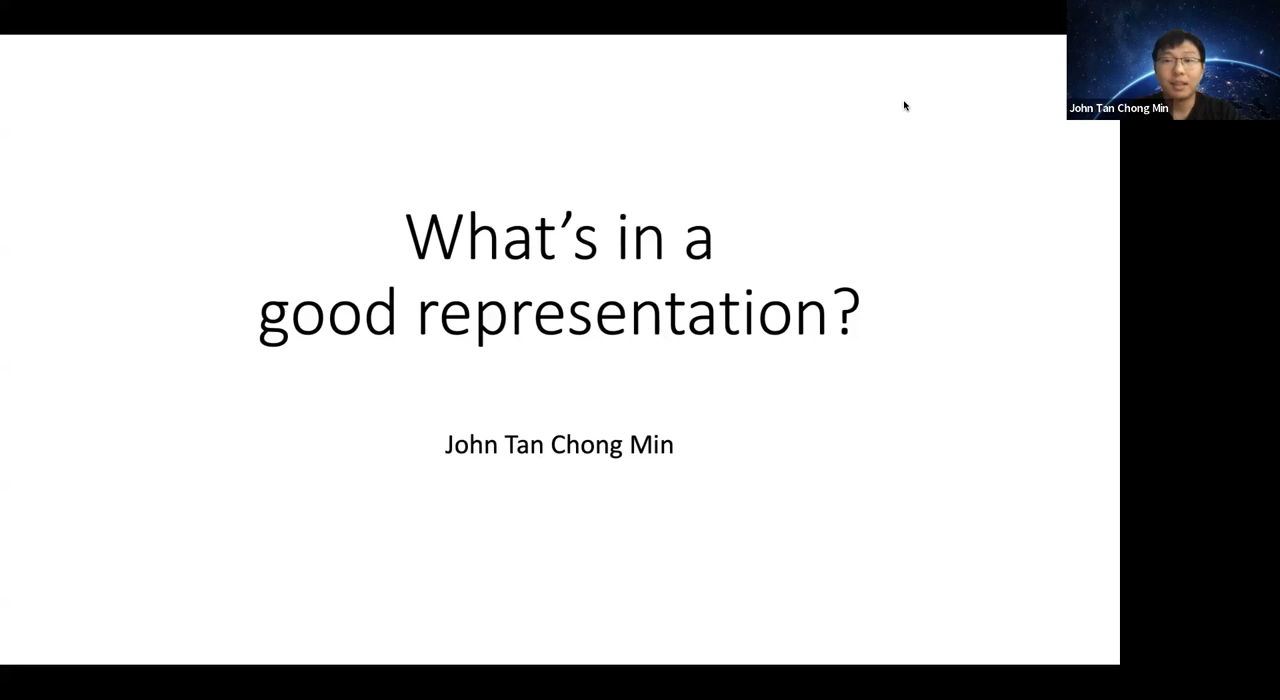 John Tan Chong Min
What's in a
good representation?
John Tan Chong Min